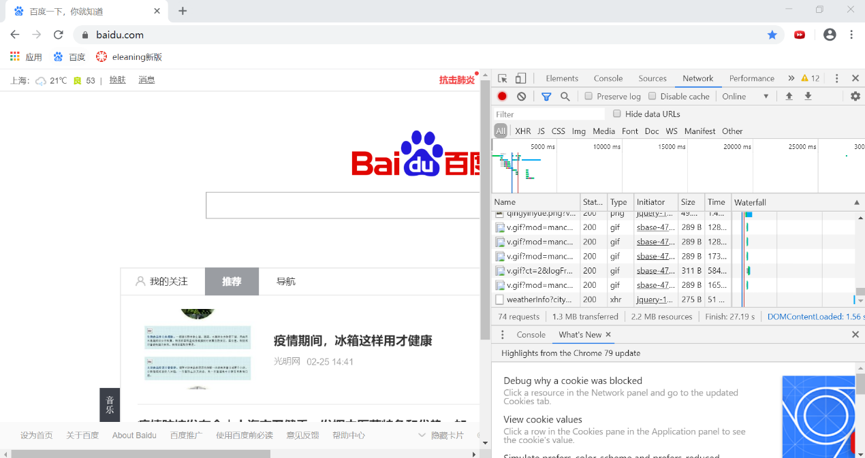 百度一下，你就知道
baidu.com
应用 百度 eleaning新版
上海： 21℃ 良 53 | 换肤 消息 抗击肺炎
Bai du 百度
我的关注 推荐 导航
疫情期间，冰箱这样用才健康
光明网 02-25 14:41
音乐
设为首页 关于百度 About Baidu 百度推广 使用百度前必读 意见反馈 帮助中心 隐藏卡片
Elements Console Sources Network Performance » 12
Preserve log Disable cache Online
Filter Hide data URLs
All XHR JS CSS Img Media Font Doc WS Manifest Other
5000 ms 10000 ms 15000 ms 20000 ms 25000 ms 300
Name Stat... Type Initiator Size Time Waterfall
qingyinyue.png?v... 200 png jquery-1... 49.... 1.4...
v.gif?mod=manc... 200 gif sbase-47... 289 B 128...
v.gif?mod=manc... 200 gif sbase-47... 289 B 128...
v.gif?mod=manc... 200 gif sbase-47... 289 B 173...
v.gif?ct=2&logFr... 200 gif sbase-47... 311 B 584...
v.gif?mod=manc... 200 gif sbase-47... 289 B 165...
weatherInfo?city... 200 xhr jquery-1... 275 B 51 ...
74 requests 1.3 MB transferred 2.2 MB resources Finish: 27.19 s DOMContentLoaded: 1.56 s
Console What's New ×
Highlights from the Chrome 79 update
Debug why a cookie was blocked
Click a resource in the Network panel and go to the updated
Cookies tab.
View cookie values
Click a row in the Cookies pane in the Application panel to see
the cookie's value.